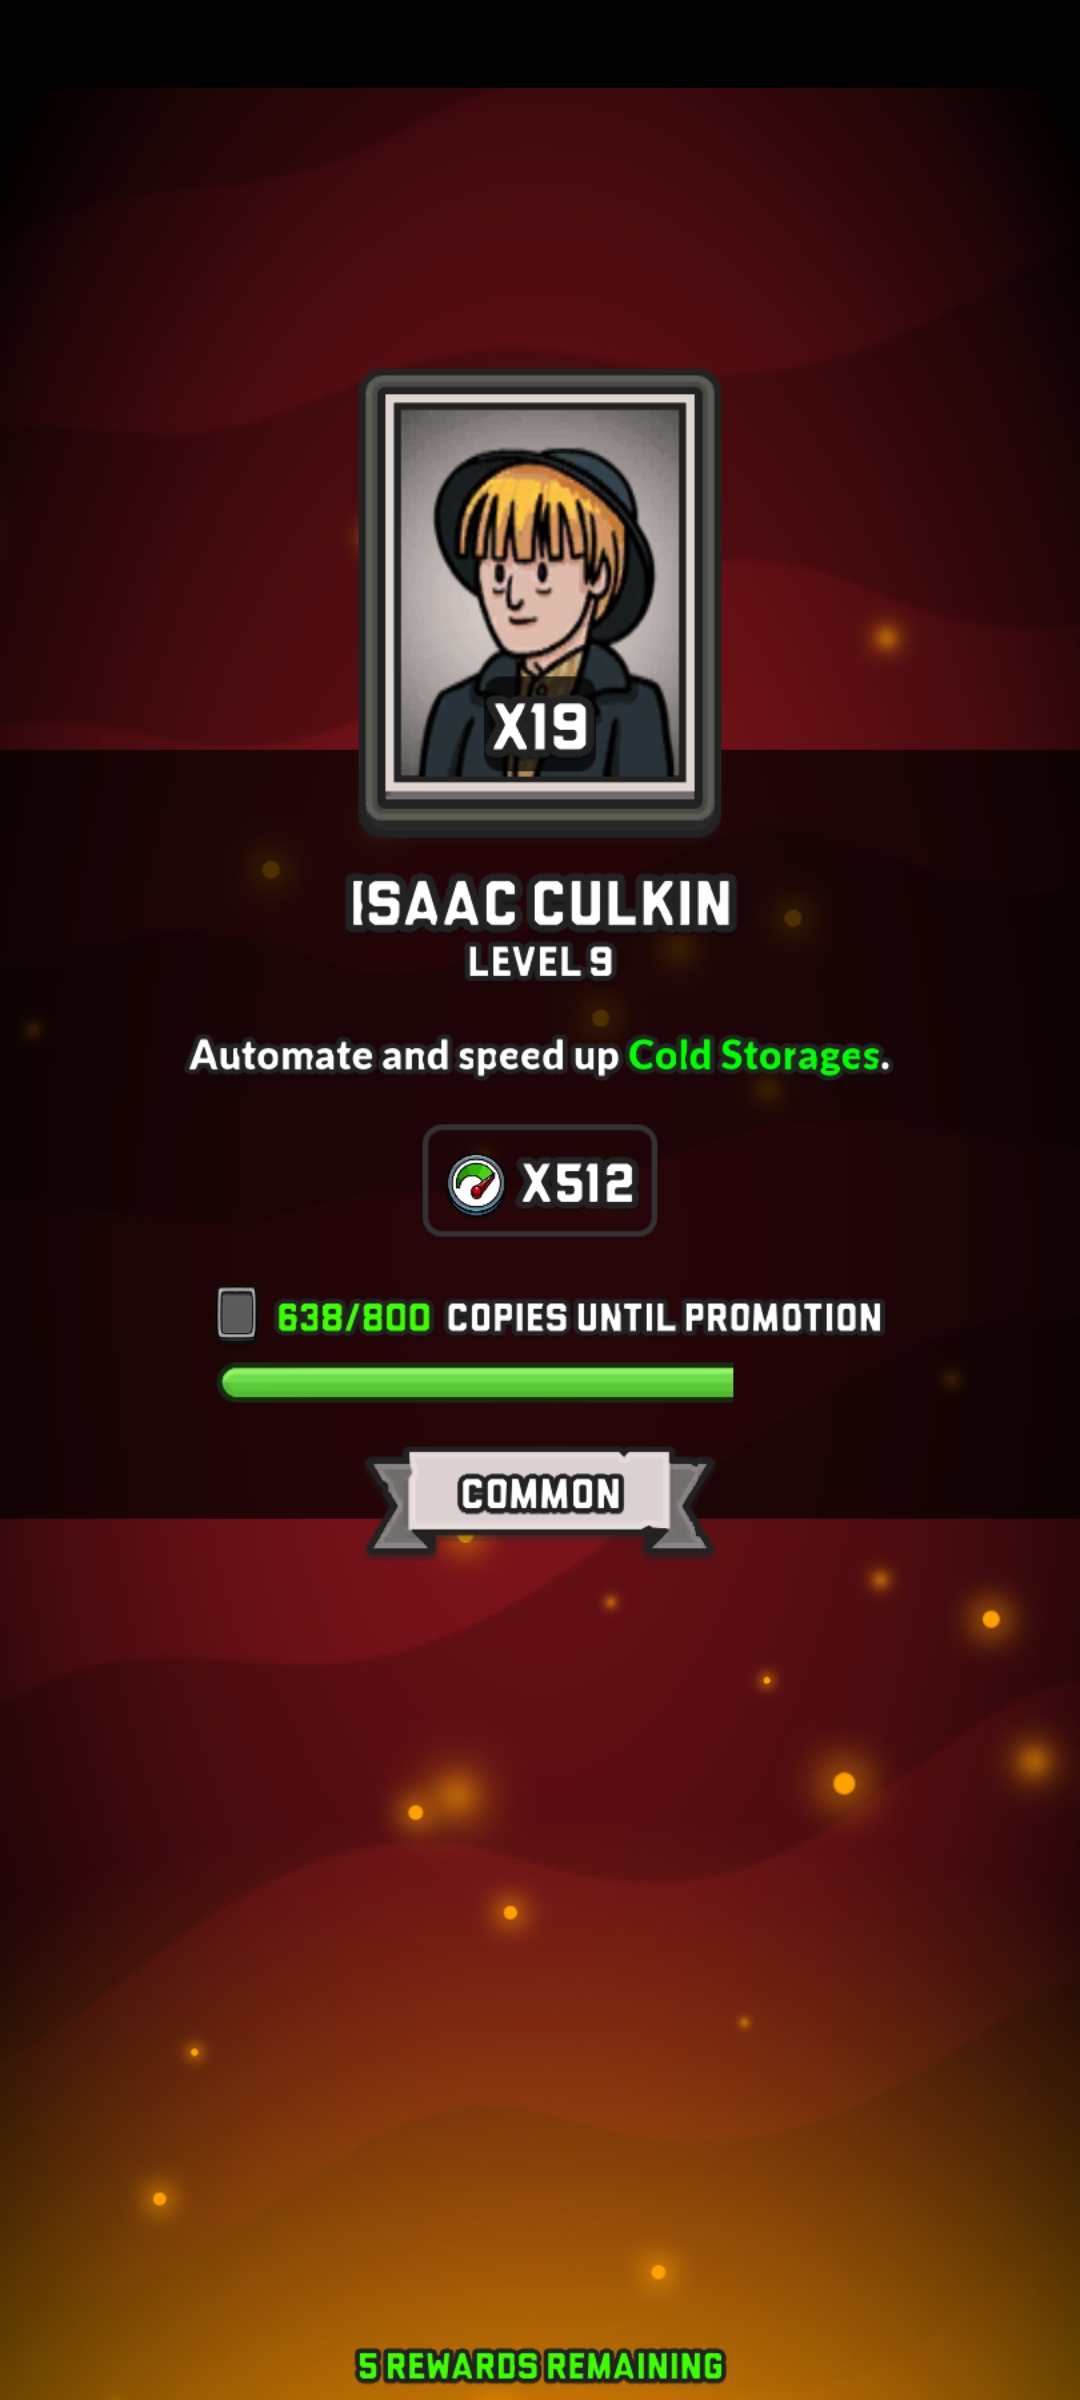 X19
ISAAC CULKIN
LEVEL 9
Automate and speed up Cold Storages.
X512
638/800 COPIES UNTIL PROMOTION
COMMON
5 REWARDS REMAINING